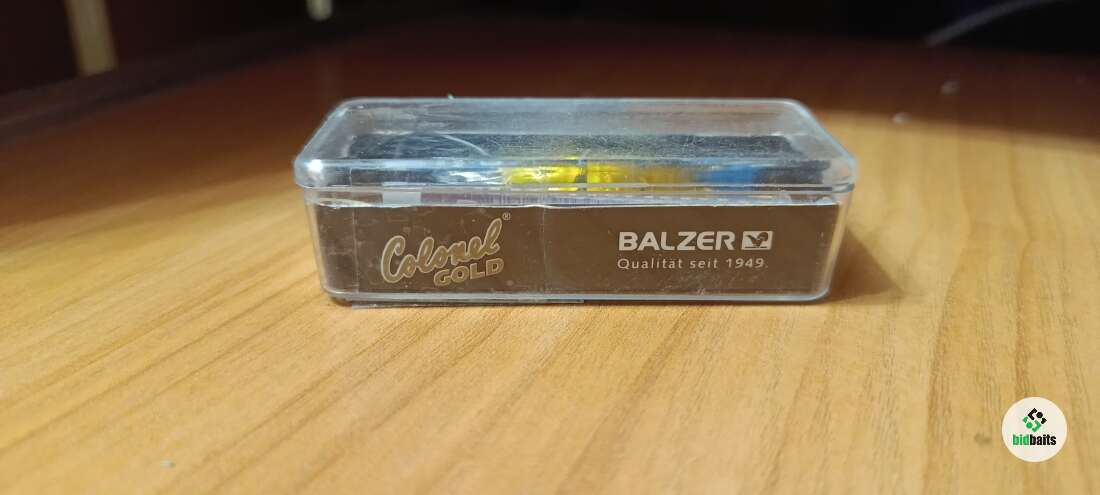 Colonel®
GOLD
BALZER
Qualität seit 1949.
bidbaits